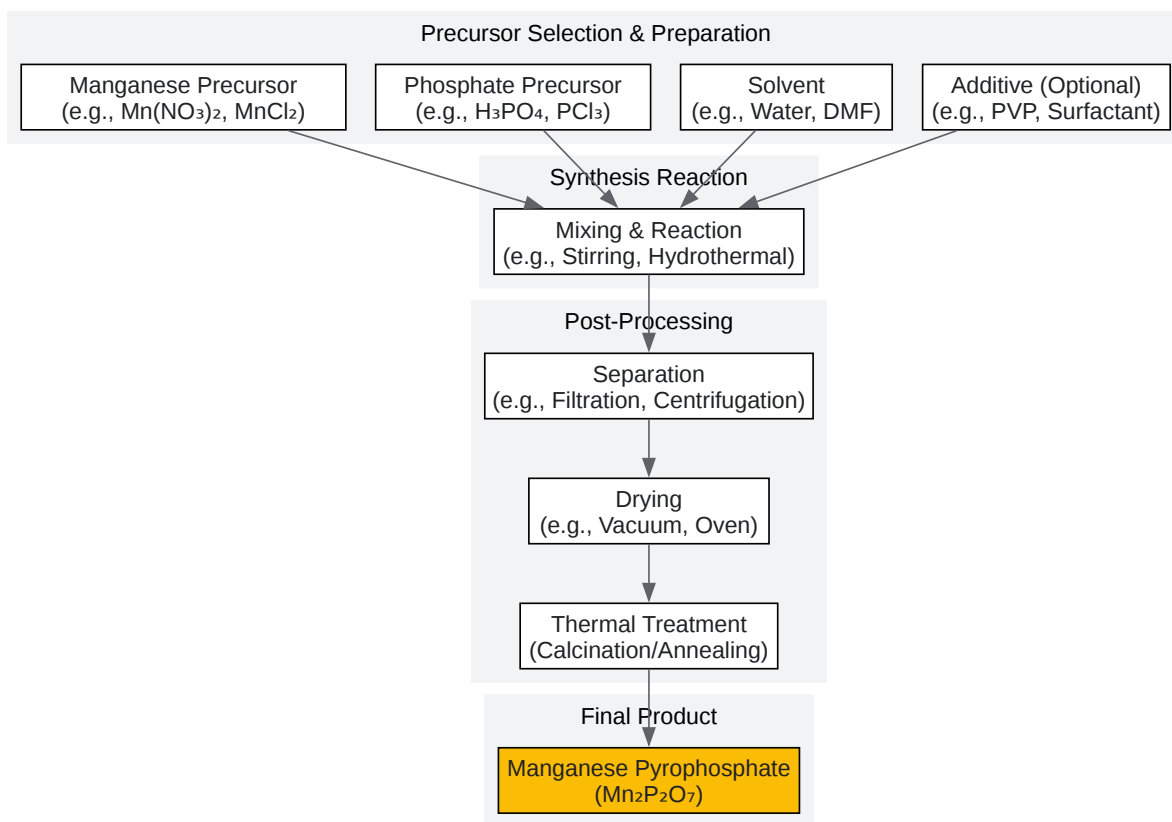 Precursor Selection & Preparation
Manganese Precursor
(e.g., Mn(NO₃)₂, MnCl₂)
Phosphate Precursor
(e.g., H₃PO₄, PCl₃)
Solvent
(e.g., Water, DMF)
Additive (Optional)
(e.g., PVP, Surfactant)
Synthesis Reaction
Mixing & Reaction
(e.g., Stirring, Hydrothermal)
Post-Processing
Separation
(e.g., Filtration, Centrifugation)
Drying
(e.g., Vacuum, Oven)
Thermal Treatment
(Calcination/Annealing)
Final Product
Manganese Pyrophosphate
(Mn₂P₂O₇)